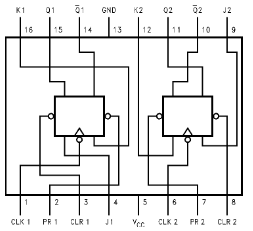 K1 Q1 Q̅1 GND K2 Q2 Q̅2 J2
16 15 14 13 12 11 10 9
1 2 3 4 5 6 7 8
CLK 1 PR 1 CLR 1 J1 VCC CLK 2 PR 2 CLR 2